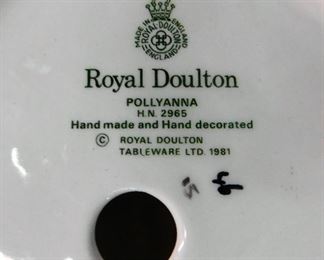 MADE IN ENGLAND
ROYAL DOULTON
ENGLAND
Royal Doulton
POLLYANNA
H.N. 2965
Hand made and Hand decorated
© ROYAL DOULTON
TABLEWARE LTD. 1981